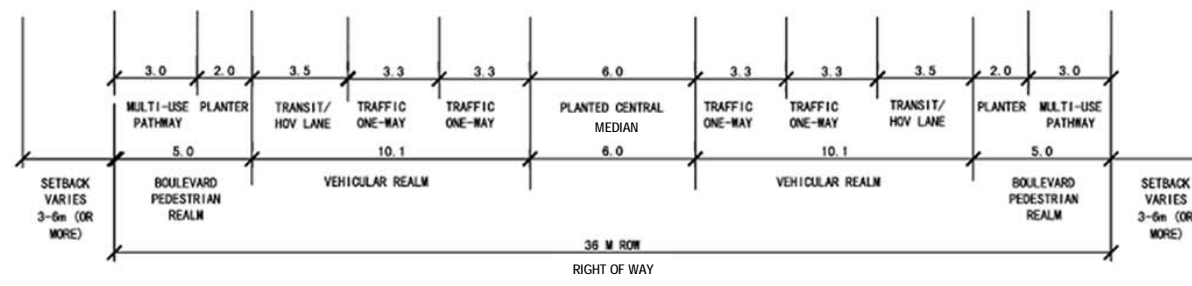 3.0 2.0 3.5 3.3 3.3 6.0 3.3 3.3 3.5 2.0 3.0
MULTI-USE PLANTER TRANSIT/ TRAFFIC TRAFFIC PLANTED CENTRAL TRAFFIC TRAFFIC TRANSIT/ PLANTER MULTI-USE
PATHWAY HOV LANE ONE-WAY ONE-WAY MEDIAN ONE-WAY ONE-WAY HOV LANE PATHWAY
5.0 10.1 6.0 10.1 5.0
SETBACK BOULEVARD VEHICULAR REALM VEHICULAR REALM BOULEVARD SETBACK
VARIES PEDESTRIAN PEDESTRIAN VARIES
3-6m (OR REALM REALM 3-6m (OR
MORE) MORE)
36 M ROW
RIGHT OF WAY